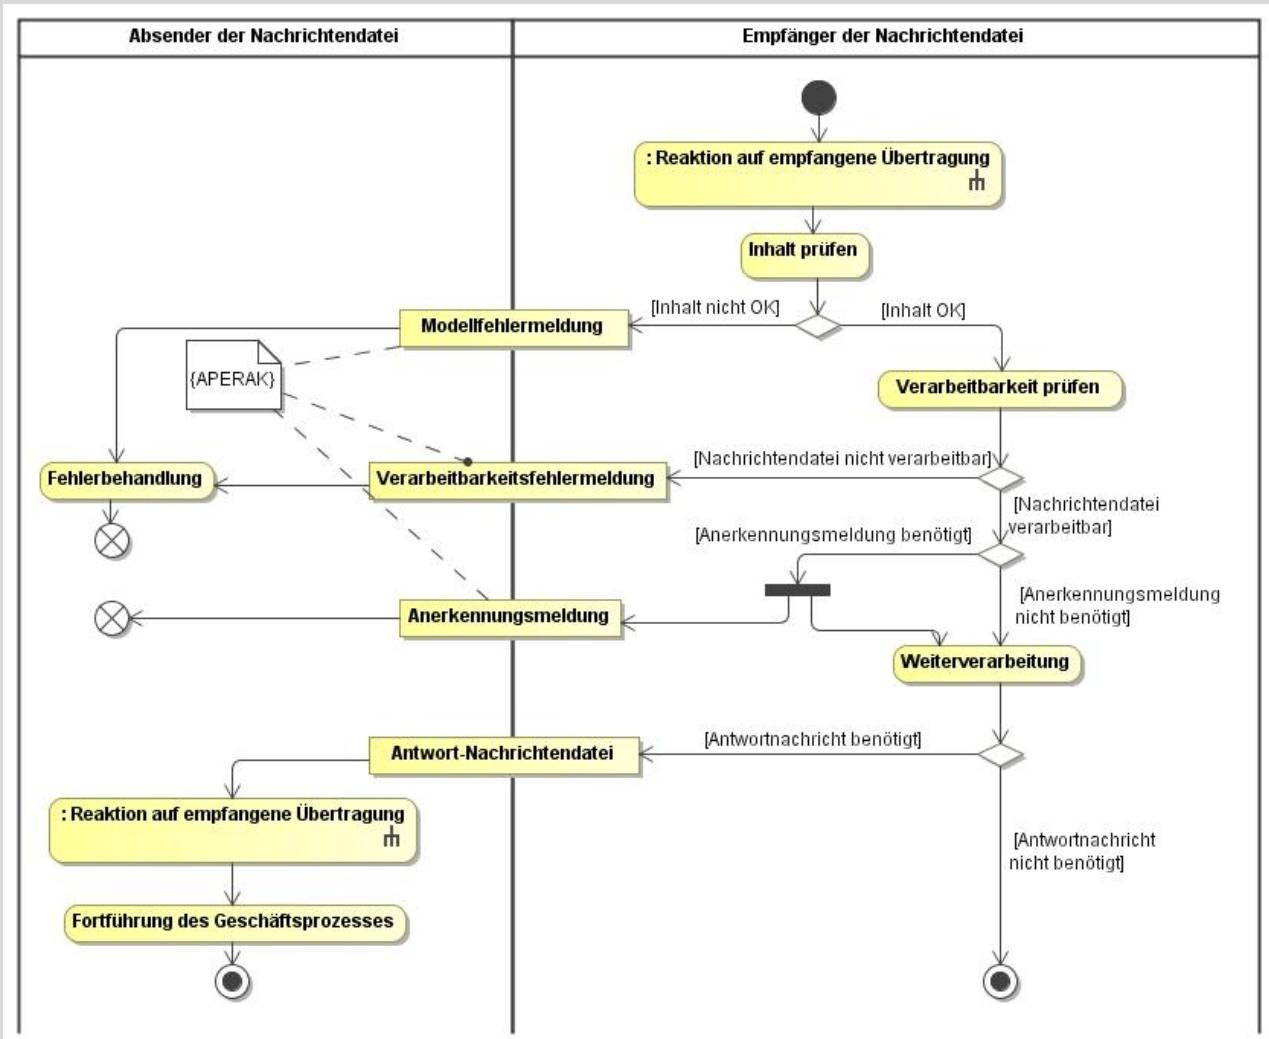 Absender der Nachrichtendatei
Empfänger der Nachrichtendatei
: Reaktion auf empfangene Übertragung
Inhalt prüfen
[Inhalt nicht OK]
[Inhalt OK]
Modellfehlermeldung
{APERAK}
Verarbeitbarkeit prüfen
[Nachrichtendatei nicht verarbeitbar]
Fehlerbehandlung
Verarbeitbarkeitsfehlermeldung
[Nachrichtendatei
verarbeitbar]
[Anerkennungsmeldung benötigt]
[Anerkennungsmeldung
nicht benötigt]
Anerkennungsmeldung
Weiterverarbeitung
[Antwortnachricht benötigt]
Antwort-Nachrichtendatei
: Reaktion auf empfangene Übertragung
[Antwortnachricht
nicht benötigt]
Fortführung des Geschäftsprozesses